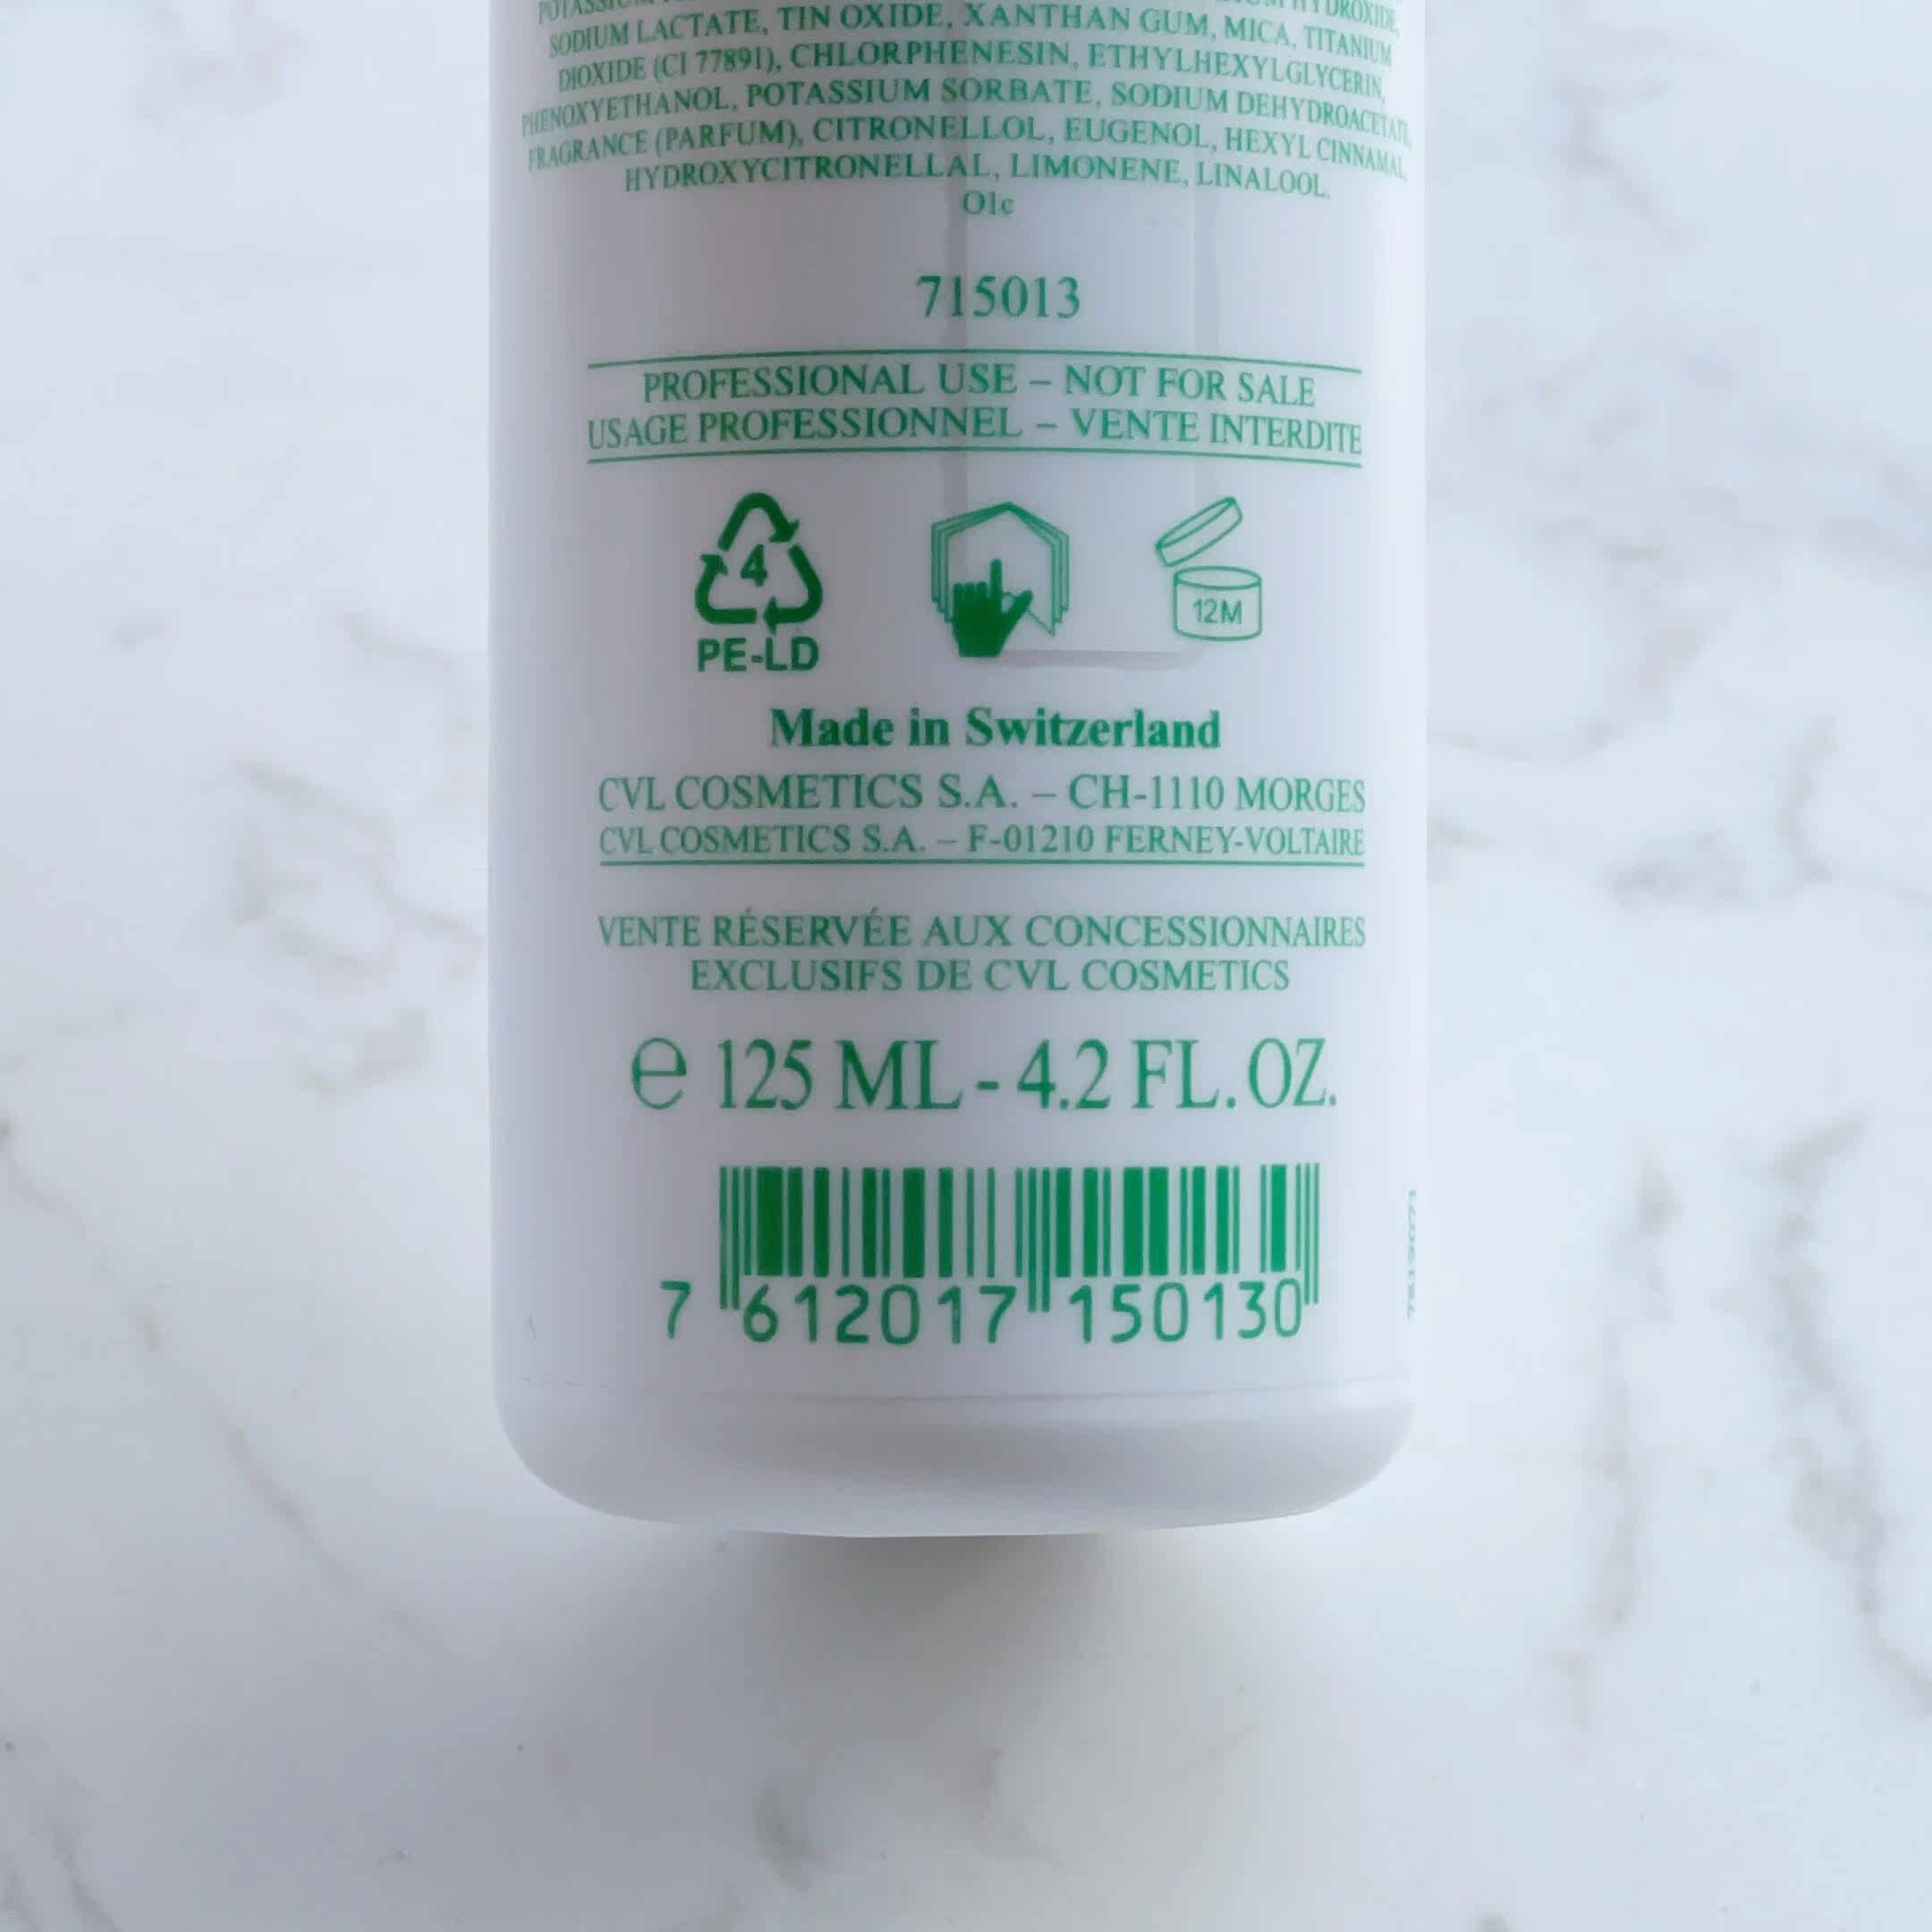 SODIUM LACTATE, TIN OXIDE, XANTHAN GUM, MICA, TITANIUM
DIOXIDE (CI 77891), CHLORPHENESIN, ETHYLHEXYLGLYCERIN,
PHENOXYETHANOL, POTASSIUM SORBATE, SODIUM DEHYDROACETATE,
FRAGRANCE (PARFUM), CITRONELLOL, EUGENOL, HEXYL CINNAMAL,
HYDROXYCITRONELLAL, LIMONENE, LINALOOL.
O1c
715013
PROFESSIONAL USE – NOT FOR SALE
USAGE PROFESSIONNEL – VENTE INTERDITE
4
PE-LD
12M
Made in Switzerland
CVL COSMETICS S.A. – CH-1110 MORGES
CVL COSMETICS S.A. – F-01210 FERNEY-VOLTAIRE
VENTE RÉSERVÉE AUX CONCESSIONNAIRES
EXCLUSIFS DE CVL COSMETICS
e 125 ML - 4.2 FL. OZ.
7 612017 150130